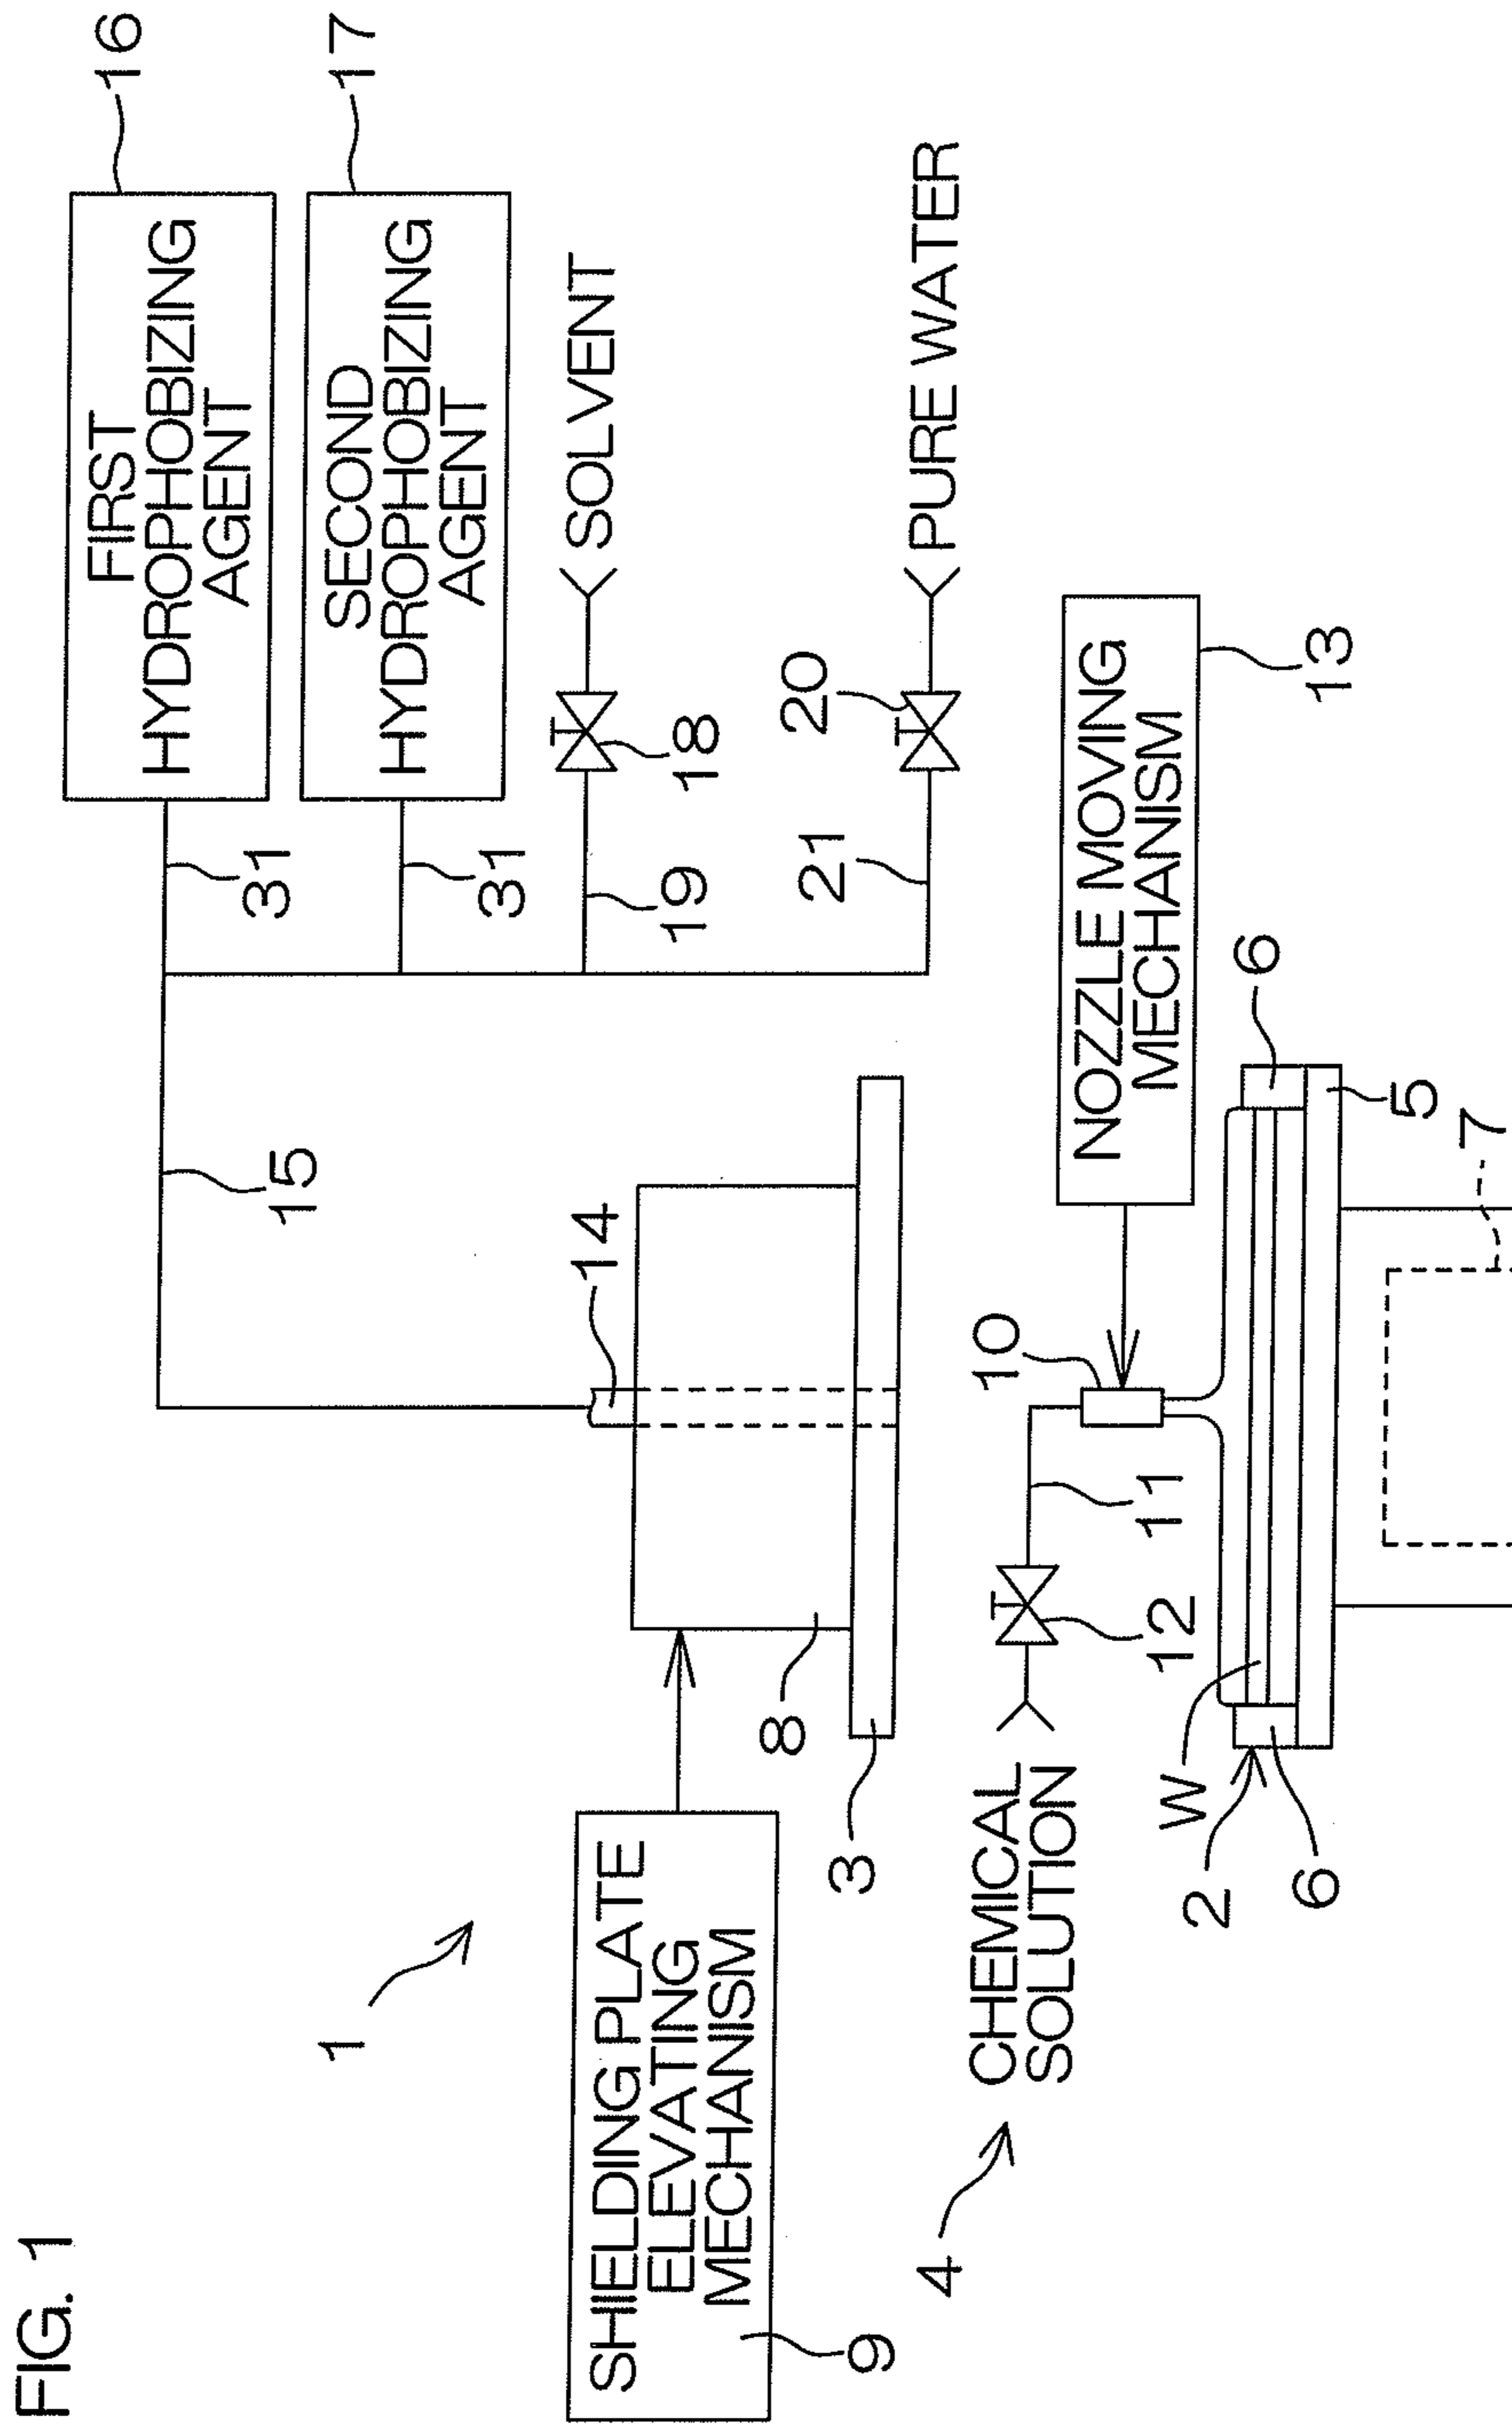 FIG. 1
1
FIRST
HYDROPHOBIZING
AGENT
16
31
SECOND
HYDROPHOBIZING
AGENT
17
31
15
SOLVENT
18
19
14
SHIELDING PLATE
ELEVATING
MECHANISM
9
8
3
PURE WATER
20
21
4
CHEMICAL
SOLUTION
12
11
10
NOZZLE MOVING
MECHANISM
13
W
2
6
6
5
7